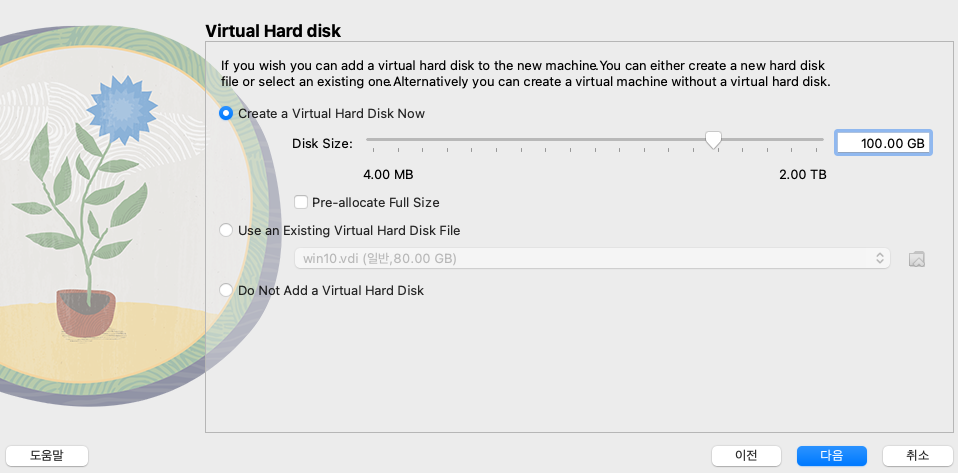 Virtual Hard disk
If you wish you can add a virtual hard disk to the new machine.You can either create a new hard disk
file or select an existing one.Alternatively you can create a virtual machine without a virtual hard disk.
Create a Virtual Hard Disk Now
Disk Size: 100.00 GB
4.00 MB 2.00 TB
Pre-allocate Full Size
Use an Existing Virtual Hard Disk File
win10.vdi (일반,80.00 GB)
Do Not Add a Virtual Hard Disk
도움말 이전 다음 취소